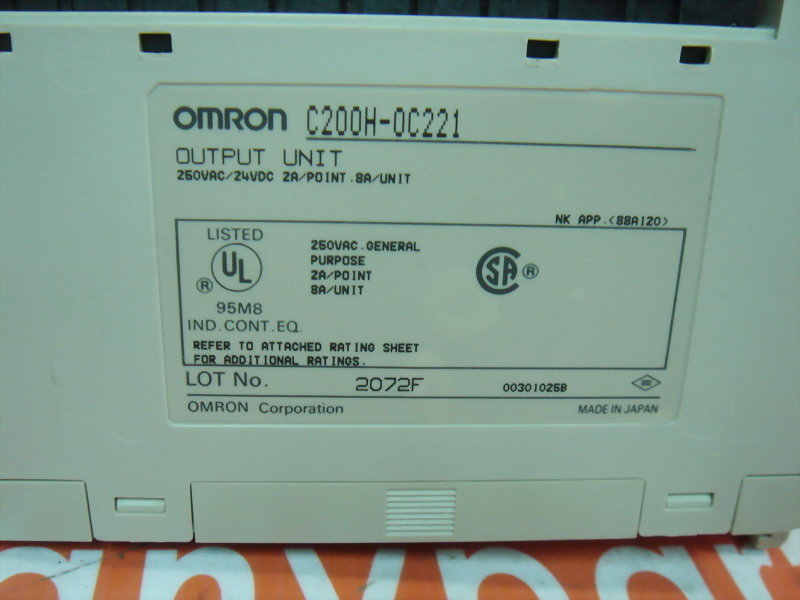 OMRON C200H-OC221
OUTPUT UNIT
250VAC/24VDC 2A/POINT.8A/UNIT
NK APP.<88A120>
LISTED
UL
®
95M8
IND.CONT.EQ.
250VAC.GENERAL
PURPOSE
2A/POINT
8A/UNIT
SA ®
REFER TO ATTACHED RATING SHEET
FOR ADDITIONAL RATINGS.
LOT No. 2072F 00301025B
OMRON Corporation MADE IN JAPAN
anypart